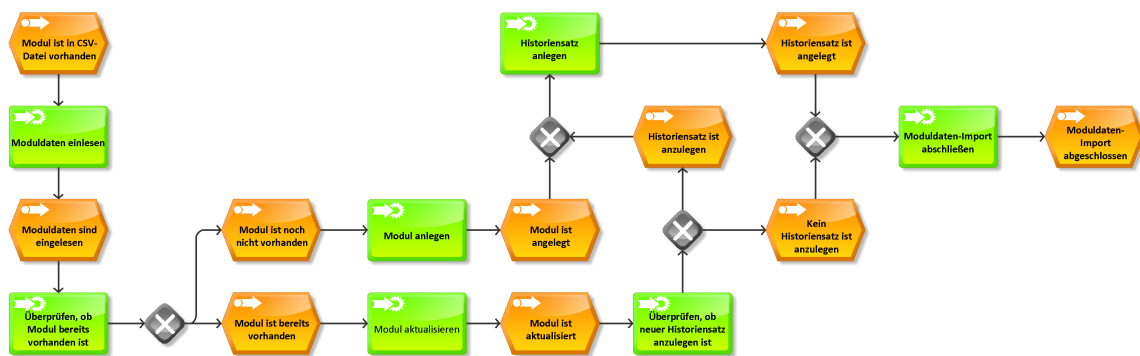 Modul ist in CSV-
Datei vorhanden
Moduldaten einlesen
Moduldaten sind
eingelesen
Überprüfen, ob
Modul bereits
vorhanden ist
Modul ist noch
nicht vorhanden
Modul anlegen
Modul ist
angelegt
Modul ist bereits
vorhanden
Modul aktualisieren
Modul ist
aktualisiert
Überprüfen, ob
neuer Historiensatz
anzulegen ist
Historiensatz ist
anzulegen
Kein
Historiensatz ist
anzulegen
Historiensatz
anlegen
Historiensatz ist
angelegt
Moduldaten-Import
abschließen
Moduldaten-
Import
abgeschlossen